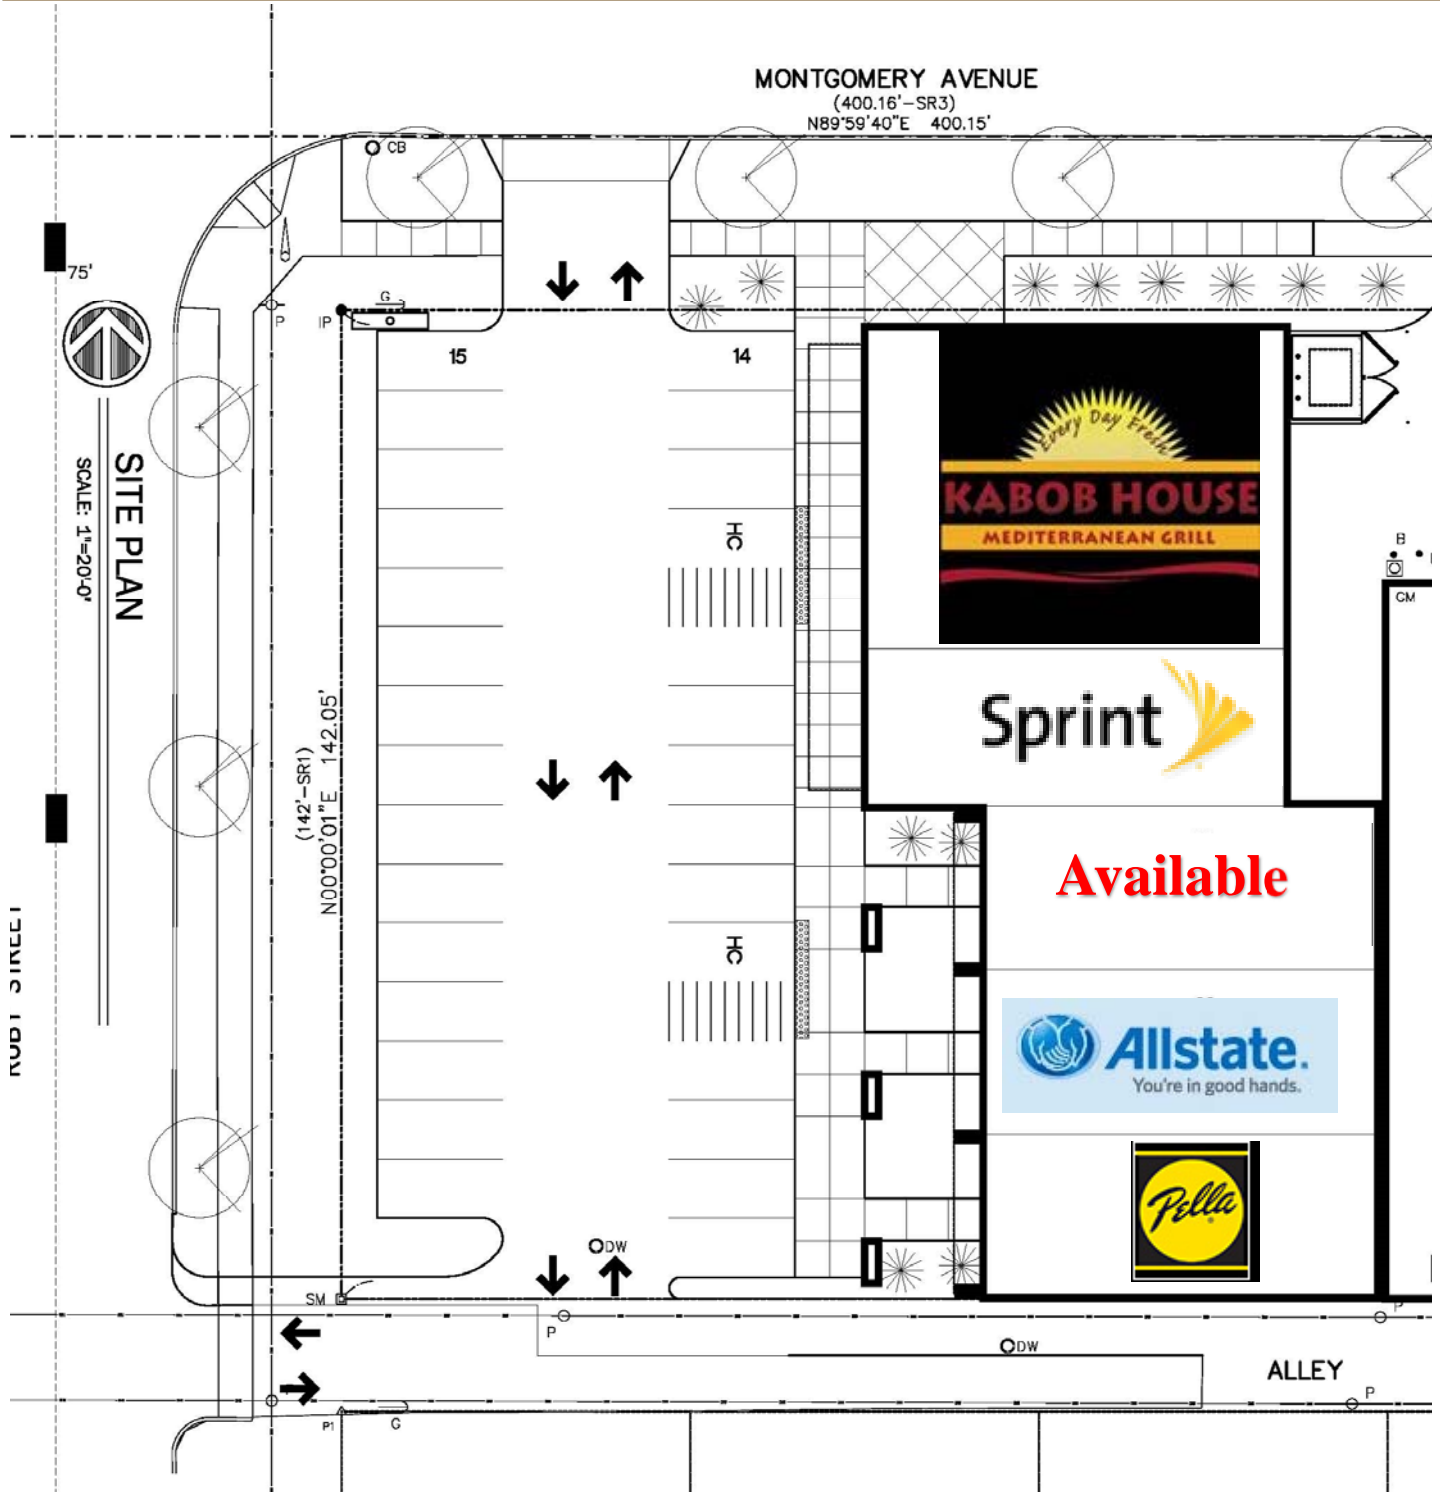 MONTGOMERY AVENUE
(400.16'-SR3)
N89°59'40"E 400.15'
CB
75'
P
IP
G
15
14
SITE PLAN
SCALE: 1"=20'-0"
Every Day Fresh
KABOB HOUSE
MEDITERRANEAN GRILL
HC
B
CM
Sprint
(142'-SR1)
N00°00'01"E 142.05'
Available
HC
RUBY STREET
Allstate.
You're in good hands.
Pella
DW
SM
P
P
DW
ALLEY
P
P1
G